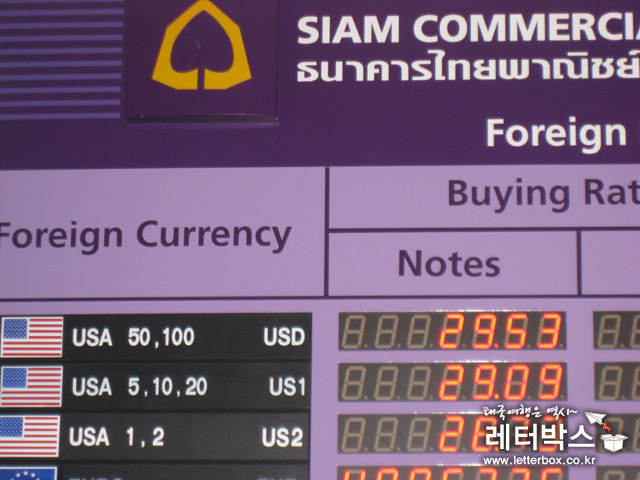 SIAM COMMERCIA
ธนาคารไทยพาณิชย์
Foreign
Foreign Currency
Buying Rat
Notes
USA 50,100 USD 29.53
USA 5,10,20 US1 29.09
USA 1,2 US2
태국여행은 역시~
레터박스
www.letterbox.co.kr